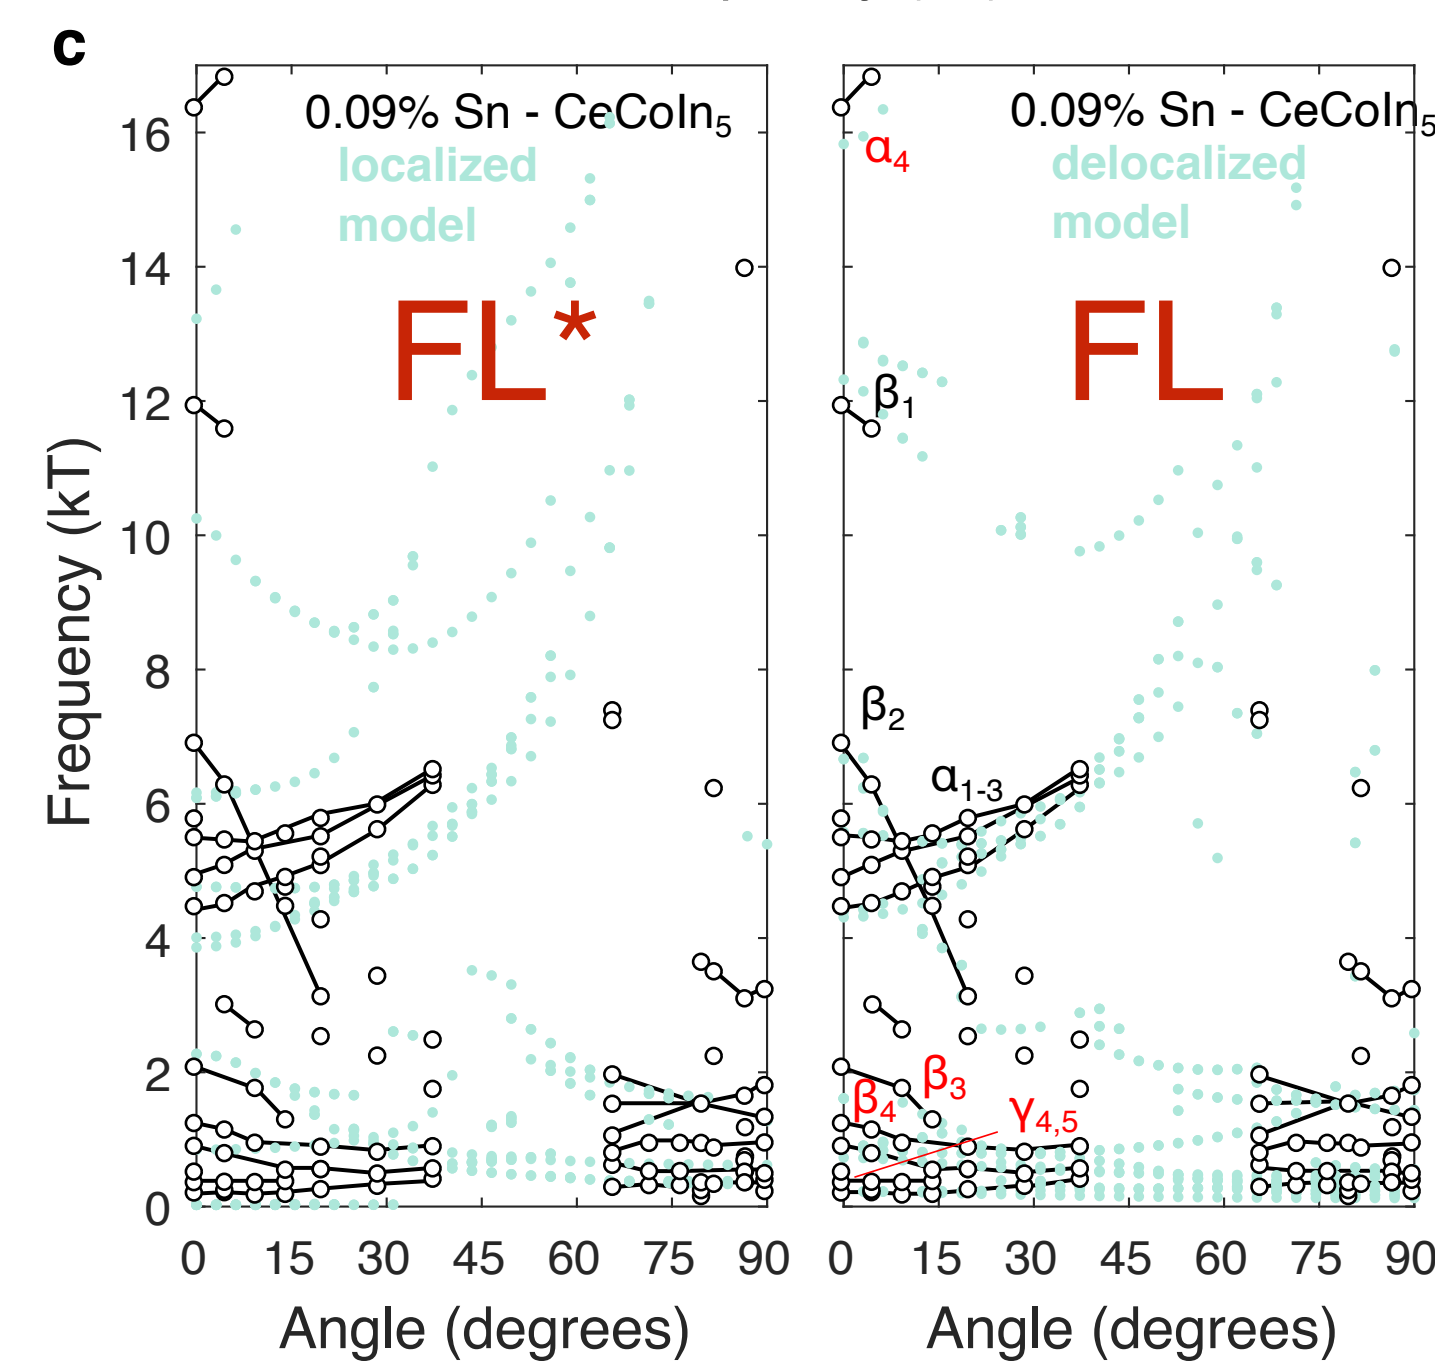 c
0.09% Sn - CeCoIn5
localized
model
FL*
16
14
12
10
8
6
4
2
0
Frequency (kT)
0 15 30 45 60 75 90
Angle (degrees)
0.09% Sn - CeCoIn5
α4
delocalized
model
FL
β1
β2
α1-3
β3
β4
γ4,5
0 15 30 45 60 75 90
Angle (degrees)